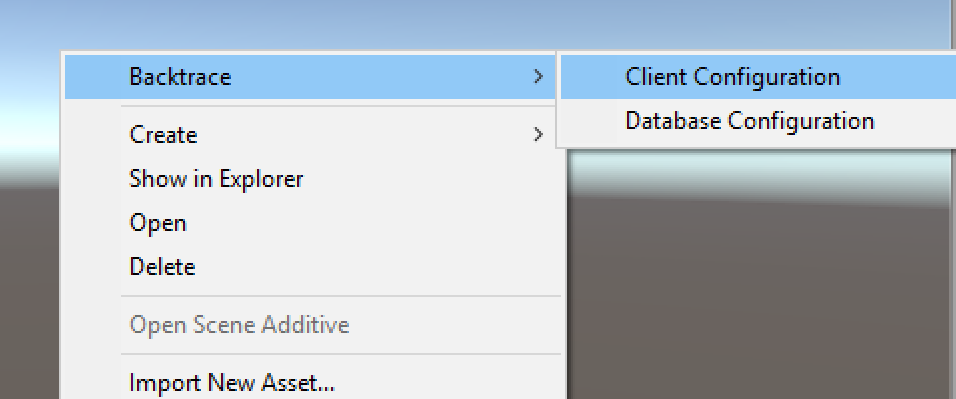 Backtrace
Client Configuration
Database Configuration
Create
Show in Explorer
Open
Delete
Open Scene Additive
Import New Asset...